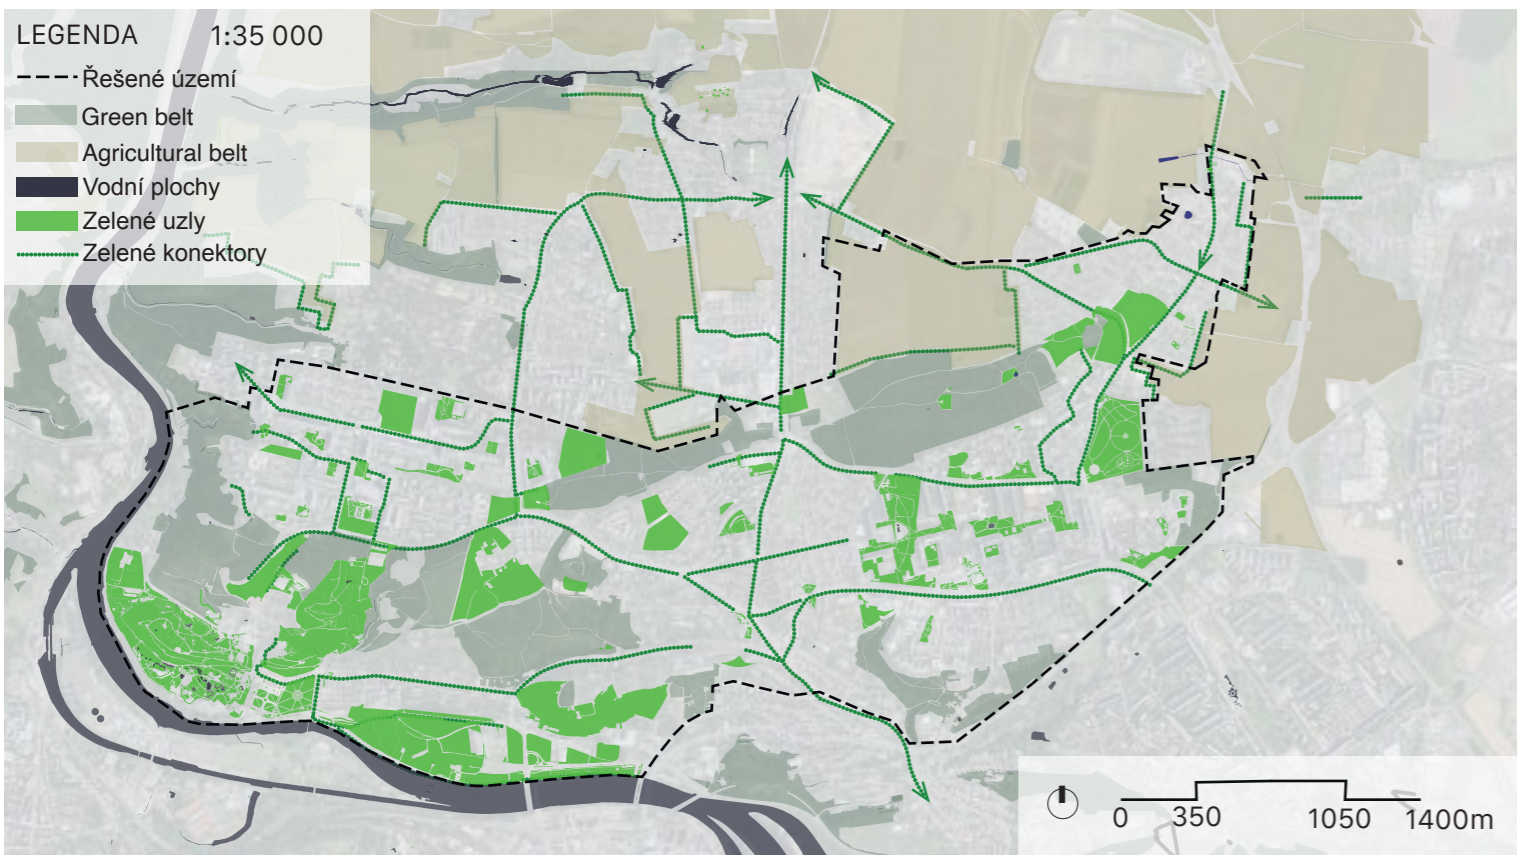 LEGENDA 1:35 000
Řešené území
Green belt
Agricultural belt
Vodní plochy
Zelené uzly
Zelené konektory
0 350 1050 1400m